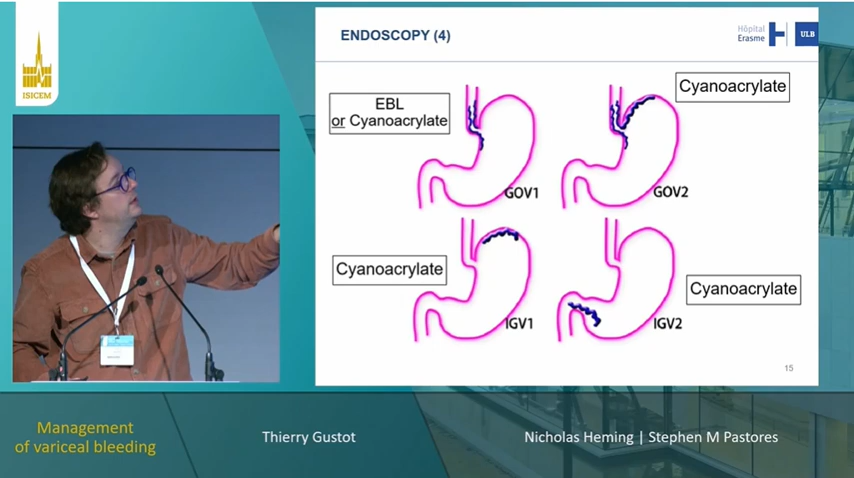 ISICEM
ENDOSCOPY (4)
Hôpital
Erasme
ULB
EBL
or Cyanoacrylate
GOV1
Cyanoacrylate
GOV2
Cyanoacrylate
IGV1
Cyanoacrylate
IGV2
15
Management
of variceal bleeding
Thierry Gustot
Nicholas Heming | Stephen M Pastores